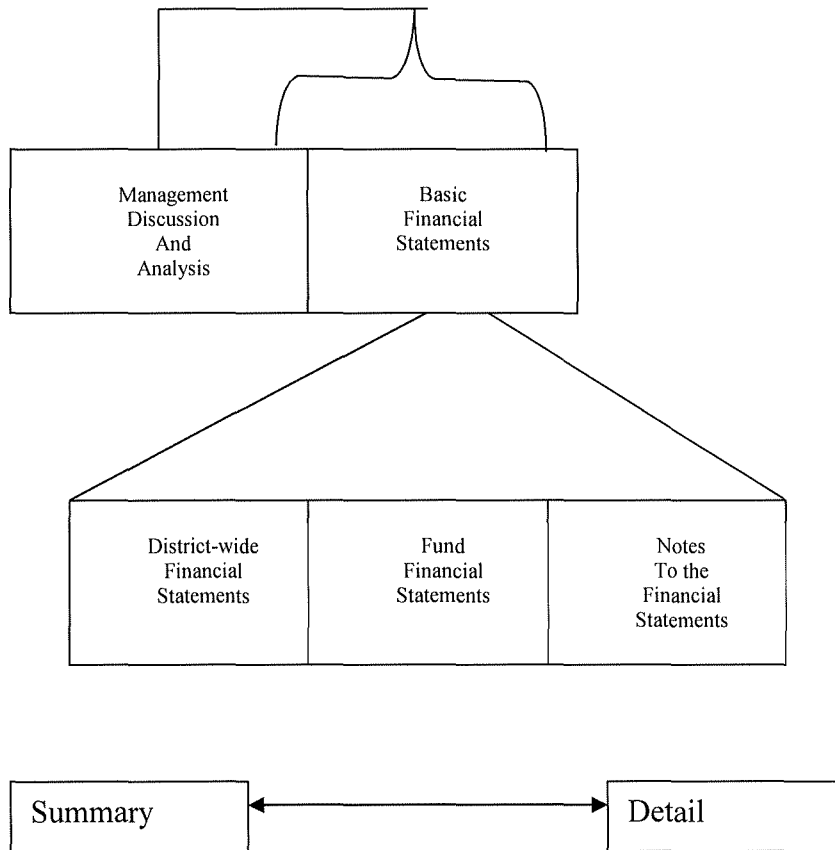 Management
Discussion
And
Analysis
Basic
Financial
Statements
District-wide
Financial
Statements
Fund
Financial
Statements
Notes
To the
Financial
Statements
Summary
Detail